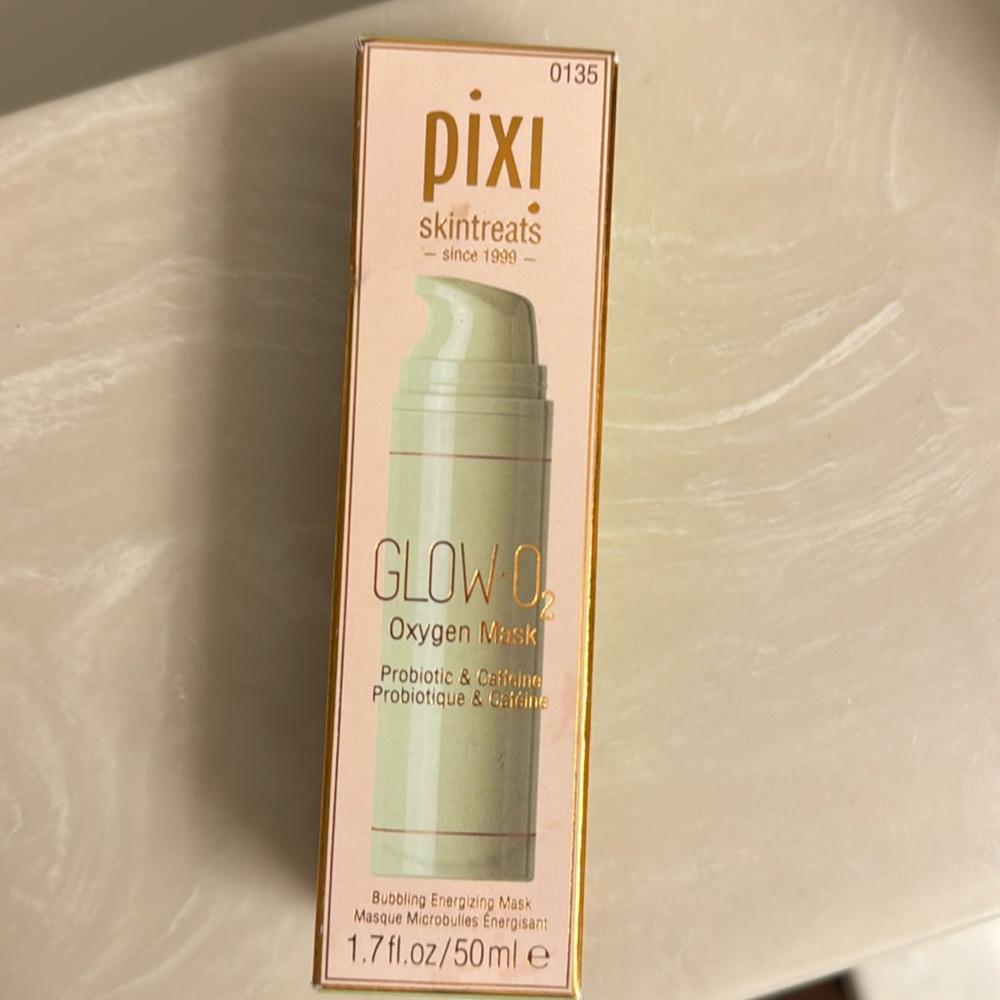 0135
pixi
skintreats
– since 1999 –
GLOW·O₂
Oxygen Mask
Probiotic & Caffeine
Probiotique & Caféine
Bubbling Energizing Mask
Masque Microbulles Énergisant
1.7fl.oz/50ml ℮